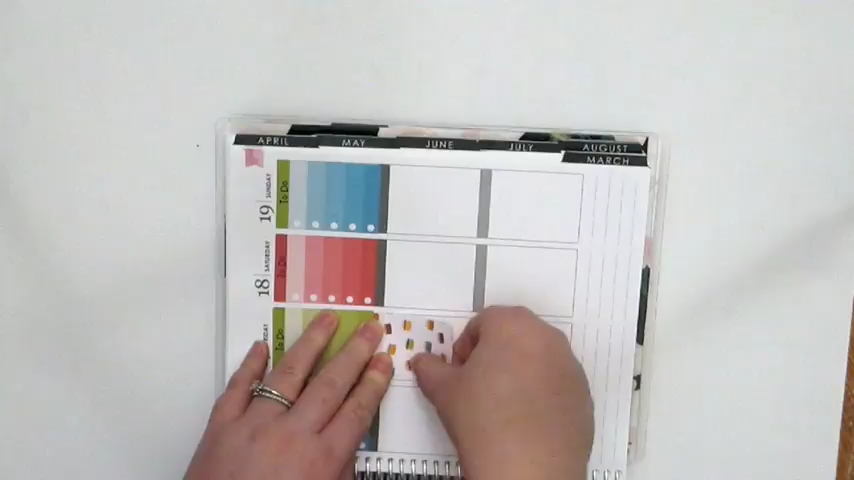 APRIL
MAY
JUNE
JULY
AUGUST
MARCH
19 SUNDAY
To Do
18 SATURDAY
To Do
To Do